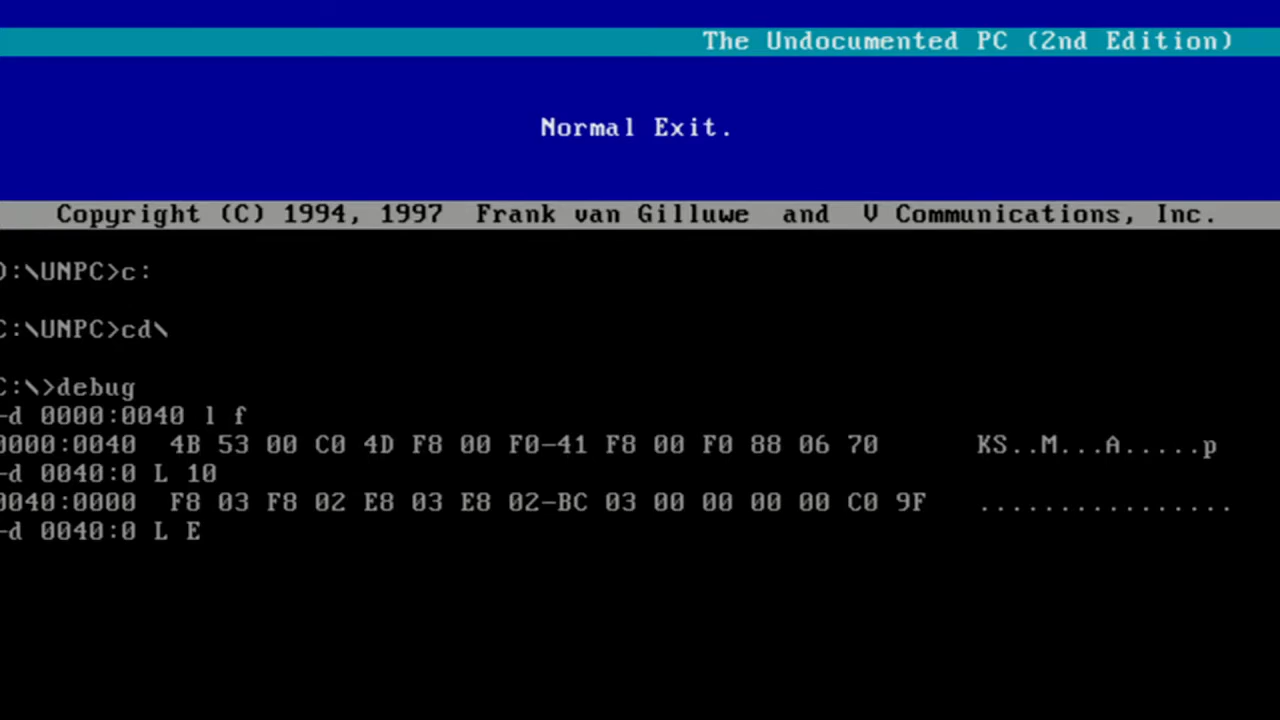 The Undocumented PC (2nd Edition)
Normal Exit.
Copyright (C) 1994, 1997 Frank van Gilluwe and V Communications, Inc.
D:\UNPC>c:
C:\UNPC>cd\
C:\>debug
-d 0000:0040 l f
0000:0040 4B 53 00 C0 4D F8 00 F0-41 F8 00 F0 88 06 70 KS..M...A.....p
-d 0040:0 L 10
0040:0000 F8 03 F8 02 E8 03 E8 02-BC 03 00 00 00 00 C0 9F ................
-d 0040:0 L E